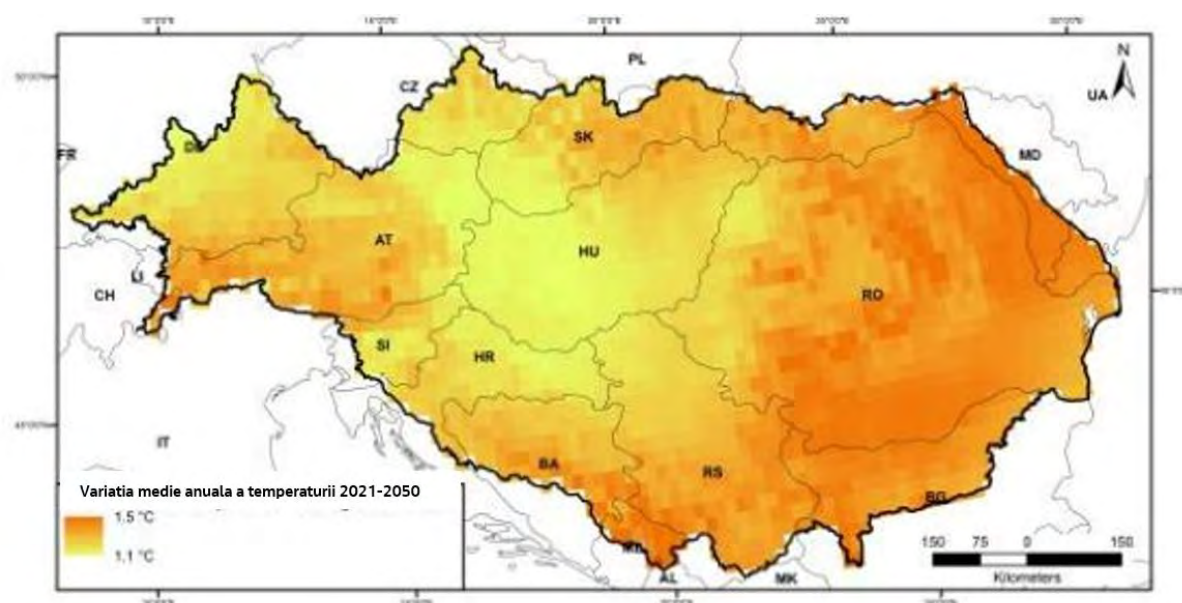 PL
CZ
N
UA
SK
FR
MD
AT
HU
LI
CH
RO
SI
HR
IT
BA
RS
Variatia medie anuala a temperaturii 2021-2050
1.5 °C
1.1 °C
BG
150 75 0 150
Kilometers
AL
MK